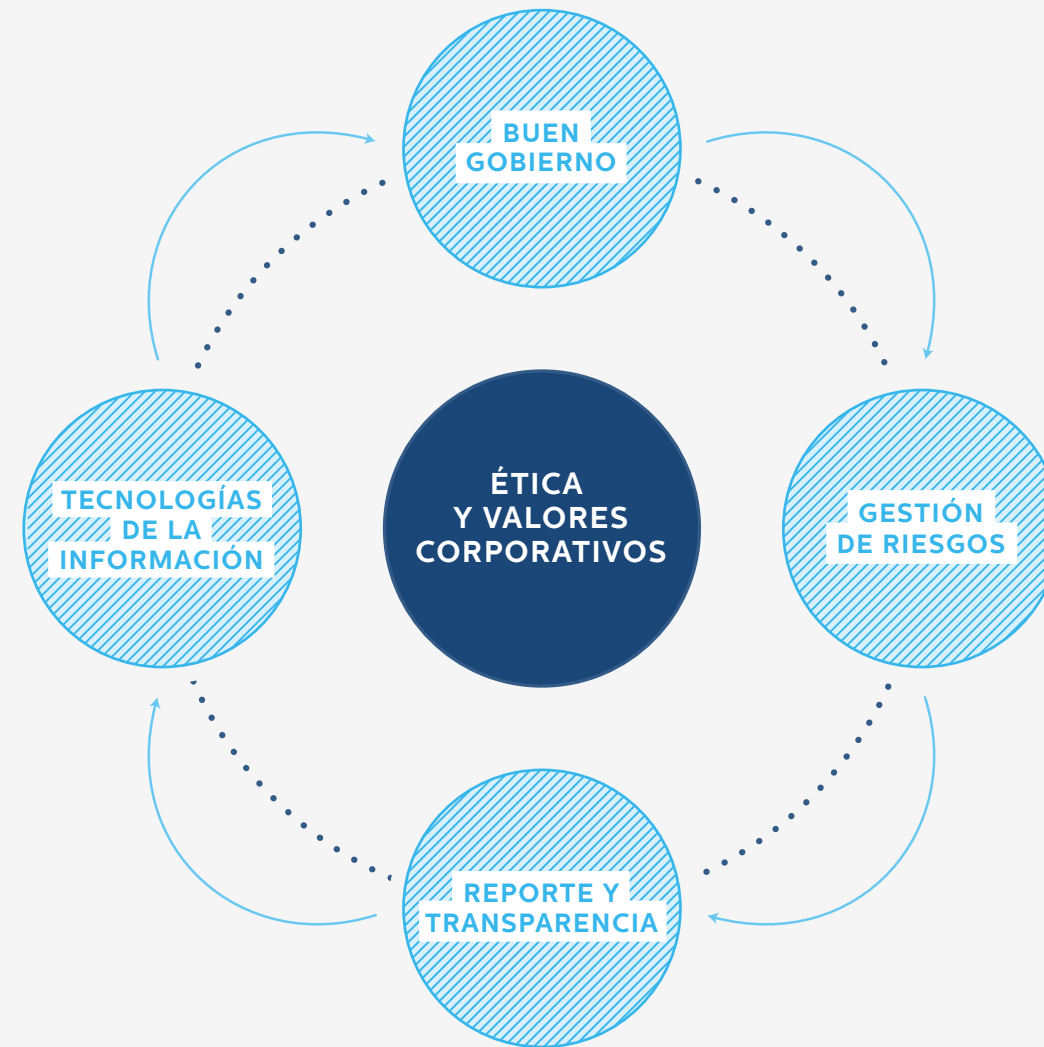 BUEN
GOBIERNO
TECNOLOGÍAS
DE LA
INFORMACIÓN
ÉTICA
Y VALORES
CORPORATIVOS
GESTIÓN
DE RIESGOS
REPORTE Y
TRANSPARENCIA